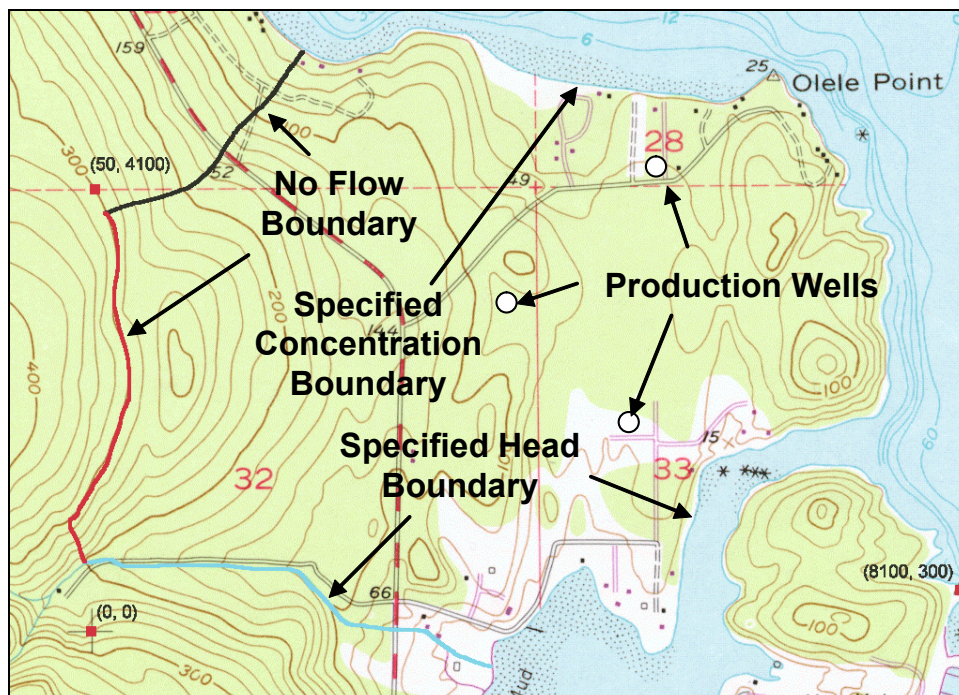 159
6
12
25
Olele Point
300
100
28
(50, 4100)
52
49
No Flow
Boundary
200
Production Wells
Specified
Concentration
Boundary
144
400
100
60
Specified Head
Boundary
15
32
33
(8100, 300)
66
(0, 0)
100
300
Mud